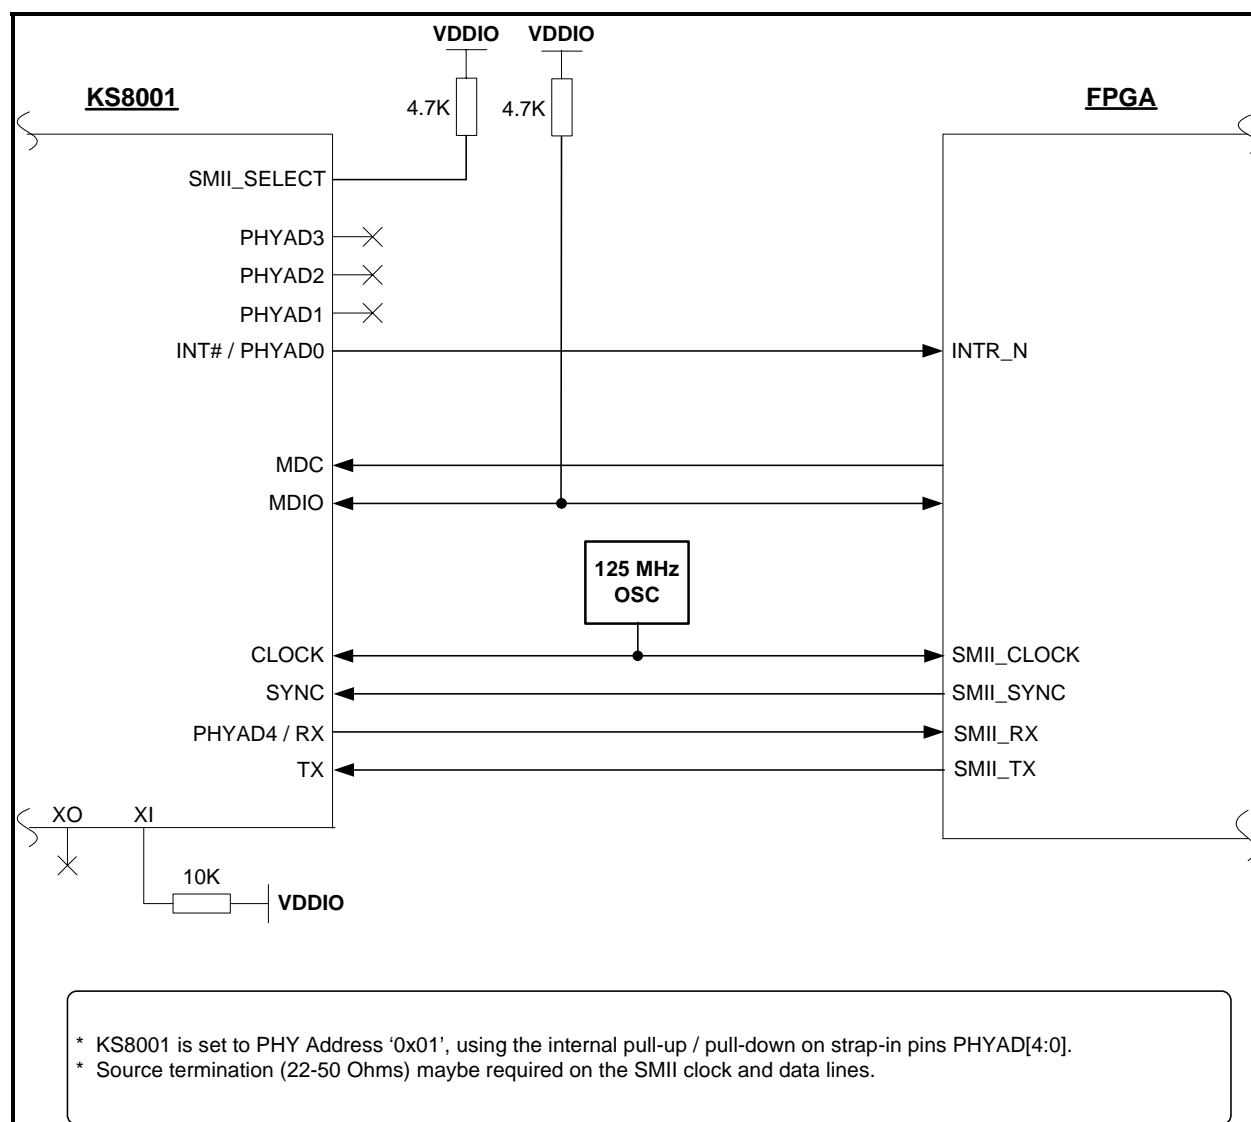 VDDIO VDDIO
KS8001
4.7K 4.7K
FPGA
SMII_SELECT
PHYAD3
PHYAD2
PHYAD1
INT# / PHYAD0 INTR_N
MDC
MDIO
125 MHz
OSC
CLOCK SMII_CLOCK
SYNC SMII_SYNC
PHYAD4 / RX SMII_RX
TX SMII_TX
XO XI
10K
VDDIO
* KS8001 is set to PHY Address ‘0x01’, using the internal pull-up / pull-down on strap-in pins PHYAD[4:0].
* Source termination (22-50 Ohms) maybe required on the SMII clock and data lines.